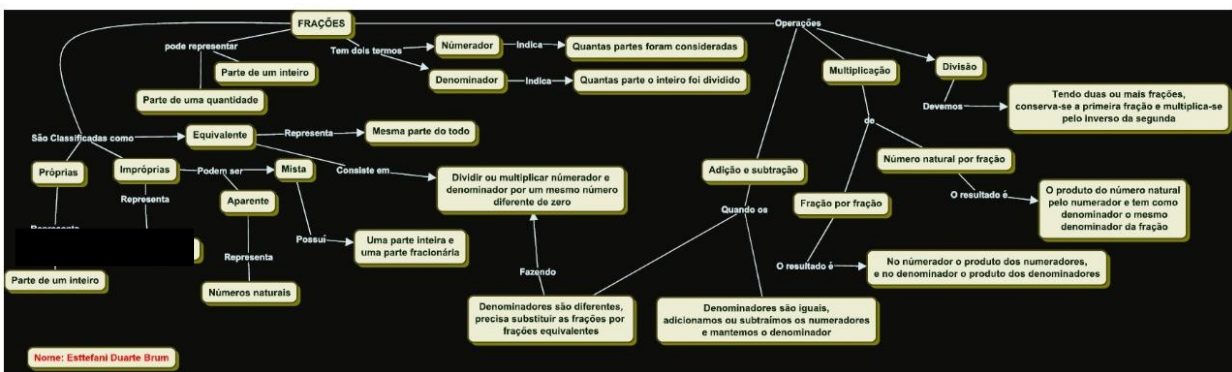 FRAÇÕES
Operações
pode representar
Tem dois termos
Númerador
Indica
Quantas partes foram consideradas
Parte de um inteiro
Denominador
Indica
Quantas parte o inteiro foi dividido
Parte de uma quantidade
Multiplicação
Divisão
Devemos
Tendo duas ou mais frações,
conserva-se a primeira fração e multiplica-se
pelo inverso da segunda
São Classificadas como
Equivalente
Representa
Mesma parte do todo
de
Próprias
Impróprias
Podem ser
Mista
Consiste em
Dividir ou multiplicar númerador e
denominador por um mesmo número
diferente de zero
Adição e subtração
Número natural por fração
Representa
Aparente
Quando os
Fração por fração
O resultado é
O produto do número natural
pelo numerador e tem como
denominador o mesmo
denominador da fração
Possuí
Uma parte inteira e
uma parte fracionária
Representa
Fazendo
O resultado é
No númerador o produto dos numeradores,
e no denominador o produto dos denominadores
Parte de um inteiro
Números naturais
Denominadores são diferentes,
precisa substituir as frações por
frações equivalentes
Denominadores são iguais,
adicionamos ou subtraímos os numeradores
e mantemos o denominador
Nome: Esttefani Duarte Brum